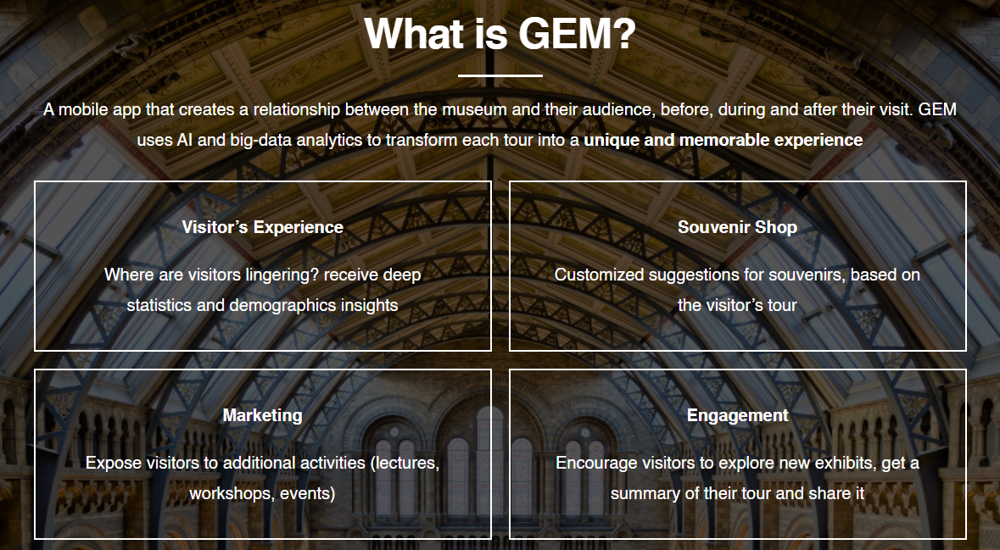 What is GEM?
A mobile app that creates a relationship between the museum and their audience, before, during and after their visit. GEM
uses AI and big-data analytics to transform each tour into a unique and memorable experience
Visitor’s Experience
Where are visitors lingering? receive deep
statistics and demographics insights
Souvenir Shop
Customized suggestions for souvenirs, based on
the visitor’s tour
Marketing
Expose visitors to additional activities (lectures,
workshops, events)
Engagement
Encourage visitors to explore new exhibits, get a
summary of their tour and share it